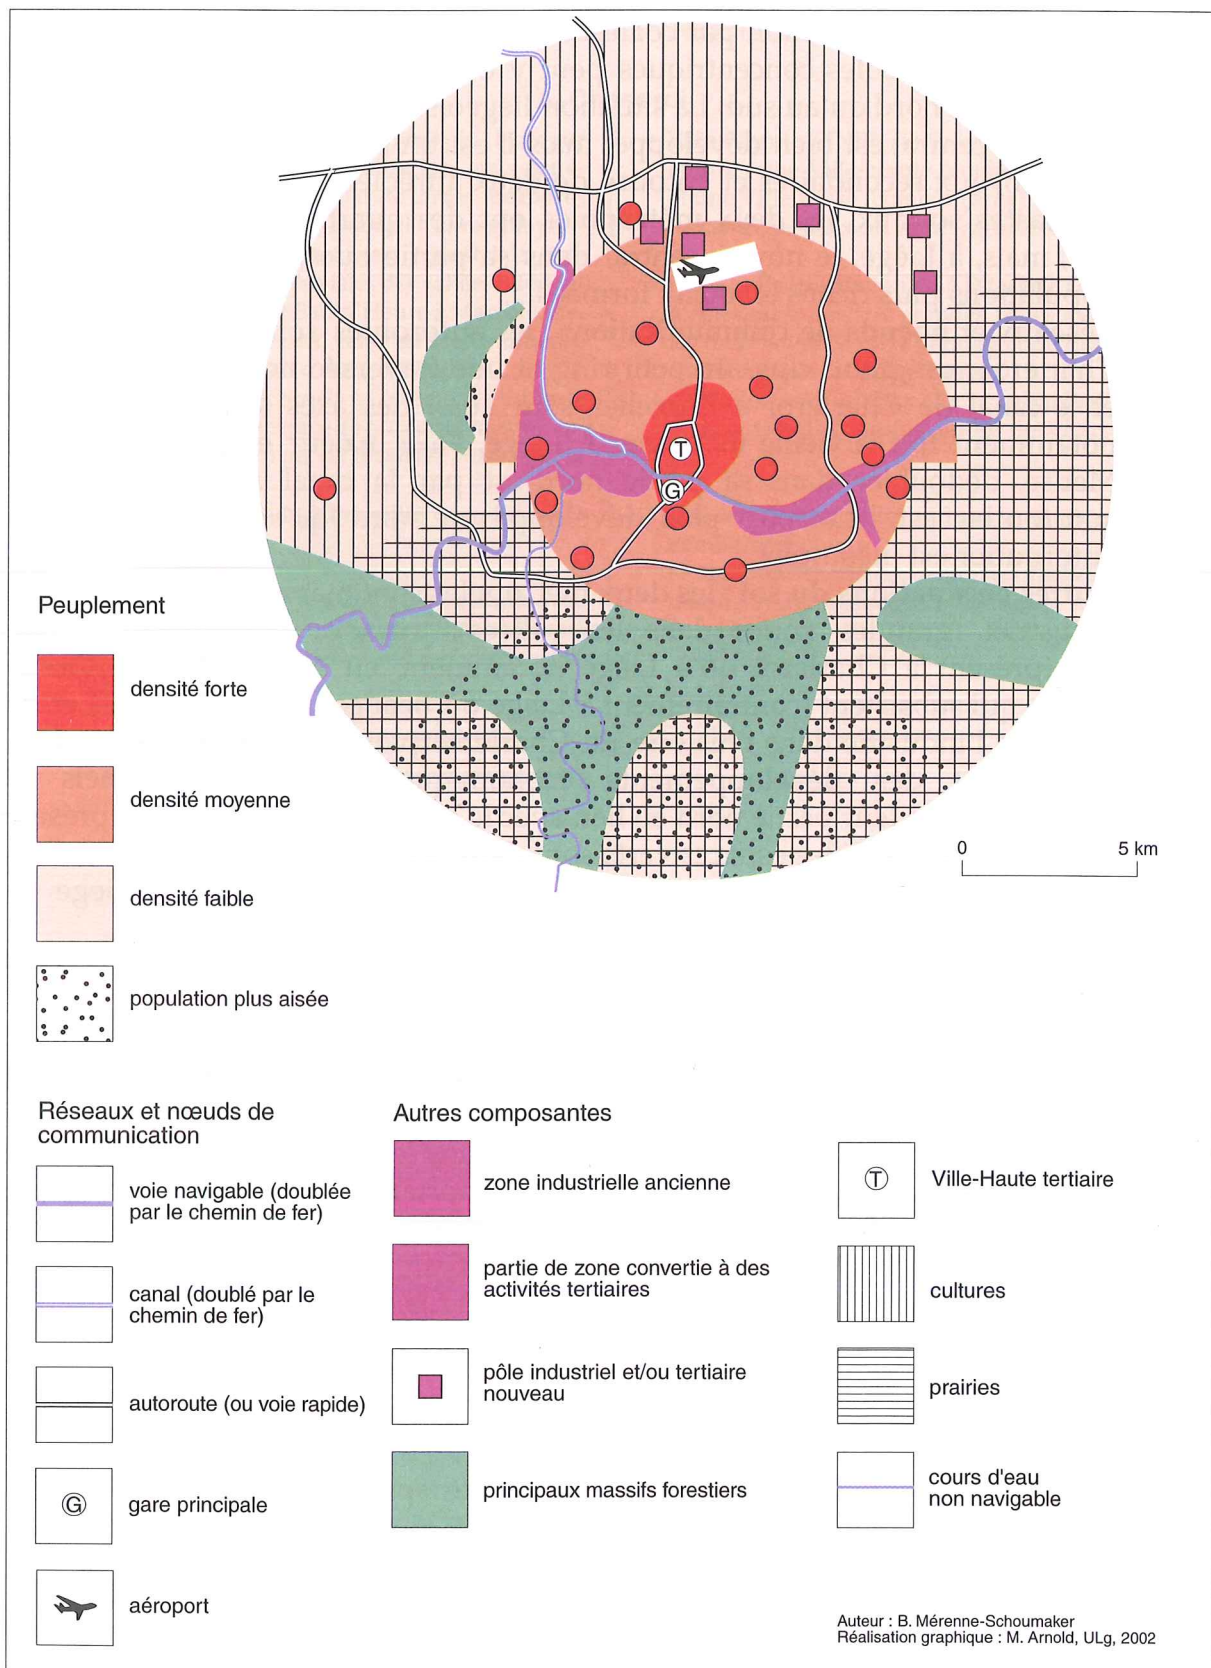 T
G
0 5 km
Peuplement
densité forte
densité moyenne
densité faible
population plus aisée
Réseaux et nœuds de
communication
voie navigable (doublée
par le chemin de fer)
canal (doublé par le
chemin de fer)
autoroute (ou voie rapide)
G
gare principale
aéroport
Autres composantes
zone industrielle ancienne
partie de zone convertie à des
activités tertiaires
pôle industriel et/ou tertiaire
nouveau
principaux massifs forestiers
T
Ville-Haute tertiaire
cultures
prairies
cours d'eau
non navigable
Auteur : B. Mérenne-Schoumaker
Réalisation graphique : M. Arnold, ULg, 2002